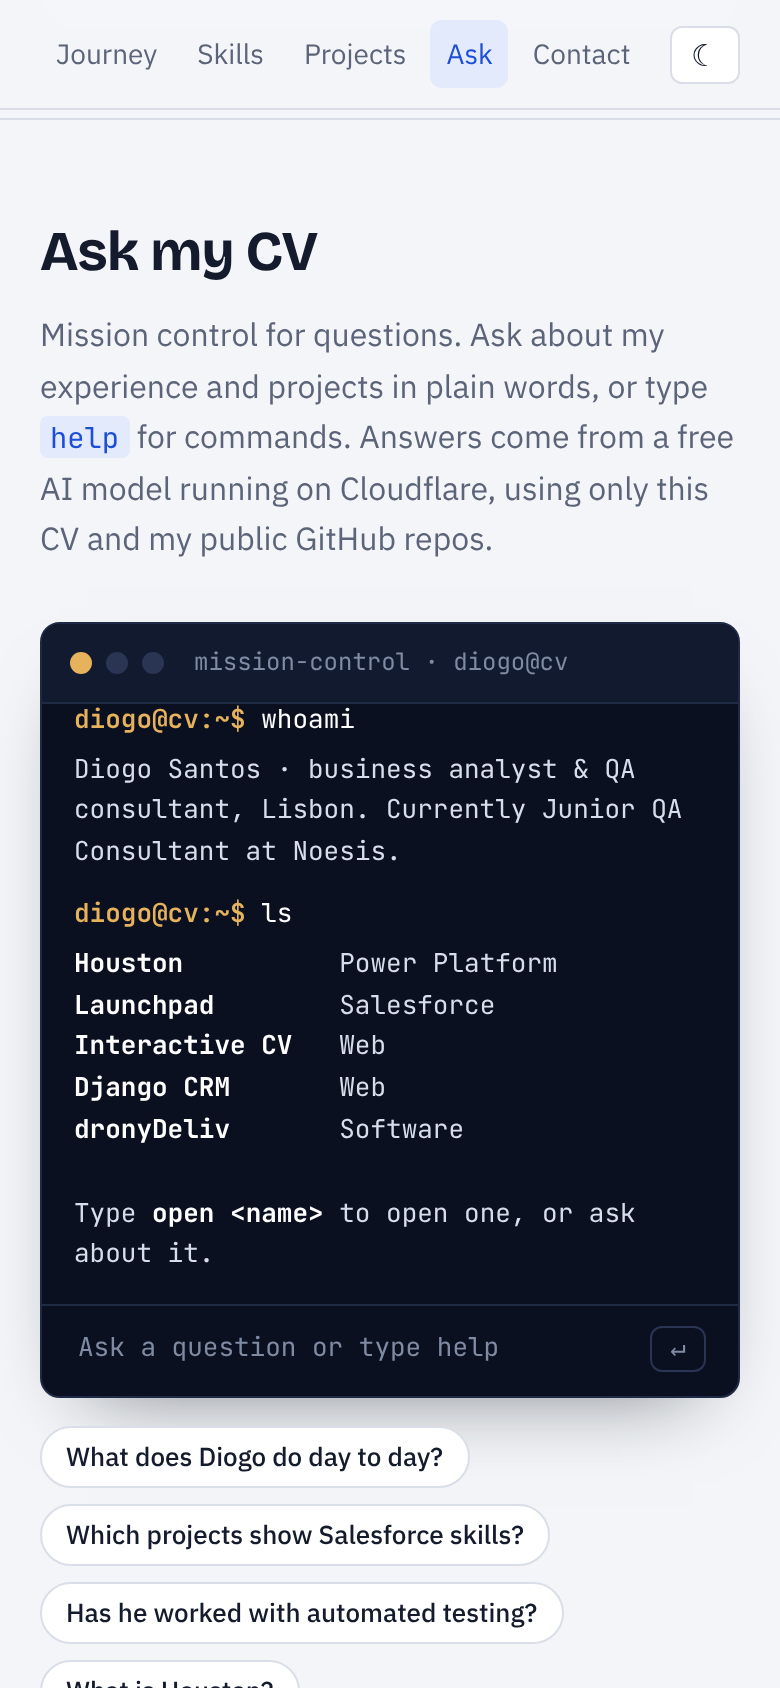 Journey Skills Projects Ask Contact ☾
Ask my CV
Mission control for questions. Ask about my
experience and projects in plain words, or type
help for commands. Answers come from a free
AI model running on Cloudflare, using only this
CV and my public GitHub repos.
mission-control · diogo@cv
diogo@cv:~$ whoami
Diogo Santos · business analyst & QA
consultant, Lisbon. Currently Junior QA
Consultant at Noesis.
diogo@cv:~$ ls
Houston Power Platform
Launchpad Salesforce
Interactive CV Web
Django CRM Web
dronyDeliv Software
Type open <name> to open one, or ask
about it.
Ask a question or type help ↵
What does Diogo do day to day?
Which projects show Salesforce skills?
Has he worked with automated testing?
What is Houston?